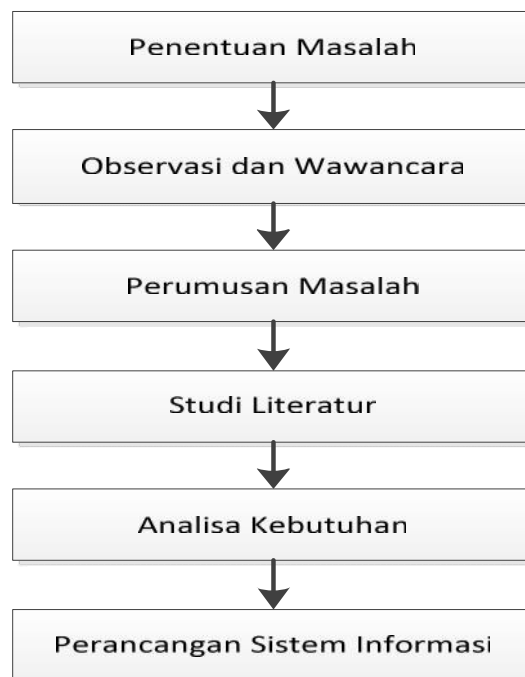 Penentuan Masalah
Observasi dan Wawancara
Perumusan Masalah
Studi Literatur
Analisa Kebutuhan
Perancangan Sistem Informasi